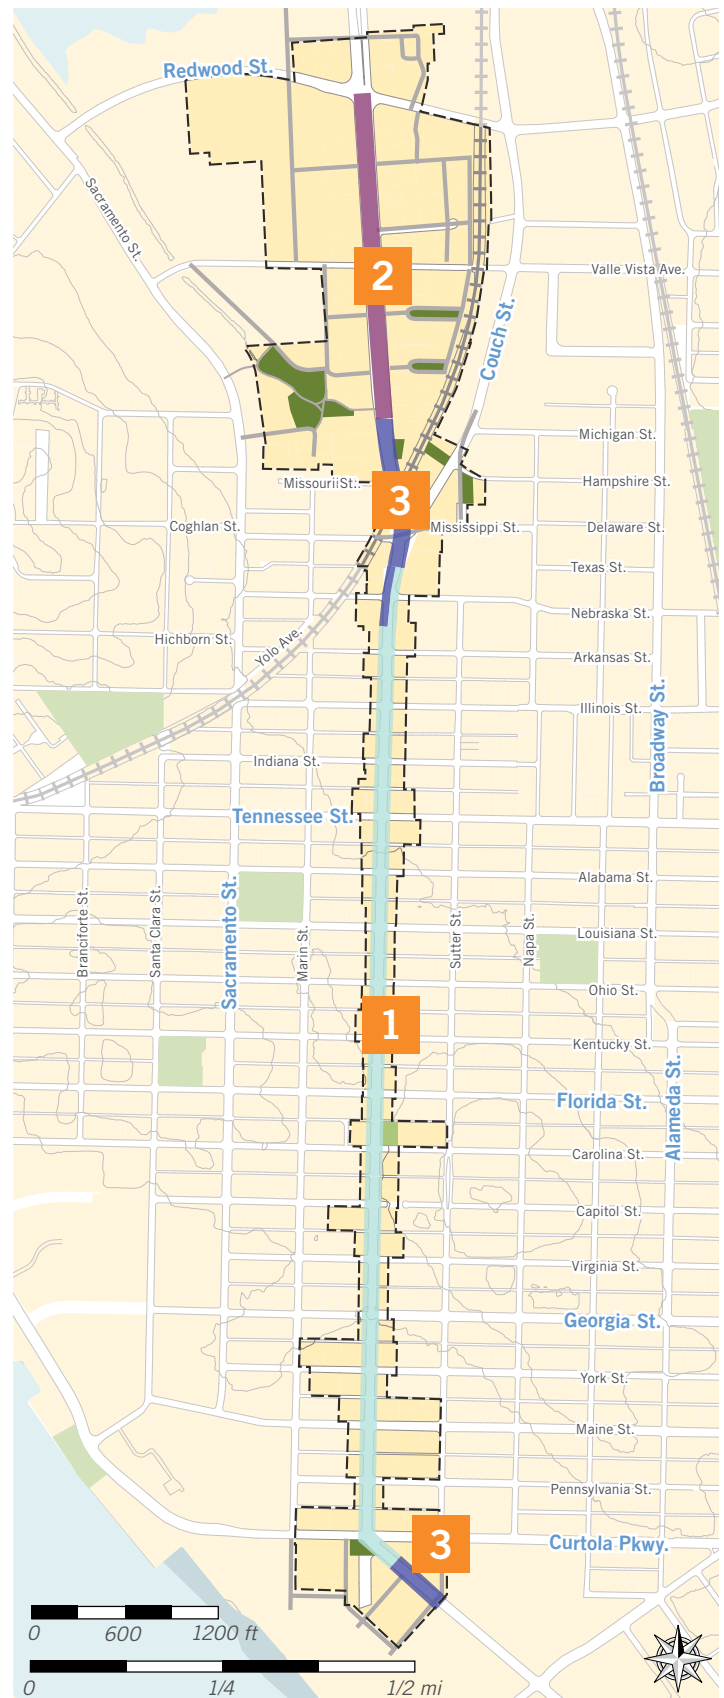 Redwood St.
Sacramento St.
Valle Vista Ave.
2
Couch St.
Michigan St.
MissouriiSt..
Hampshire St.
3
Coghlan St.
Mississippi St.
Delaware St.
Texas St.
Nebraska St.
Hichborn St.
Yolo Ave.
Arkansas St.
Illinois St.
Broadway St.
Indiana St.
Tennessee St.
Alabama St.
Branciforte St.
Santa Clara St.
Sacramento St.
Marin St.
Sutter St.
Napa St.
Louisiana St.
Ohio St.
1
Kentucky St.
Florida St.
Alameda St.
Carolina St.
Capitol St.
Virginia St.
Georgia St.
York St.
Maine St.
Pennsylvania St.
3
Curtola Pkwy.
0 600 1200 ft
0 1/4 1/2 mi